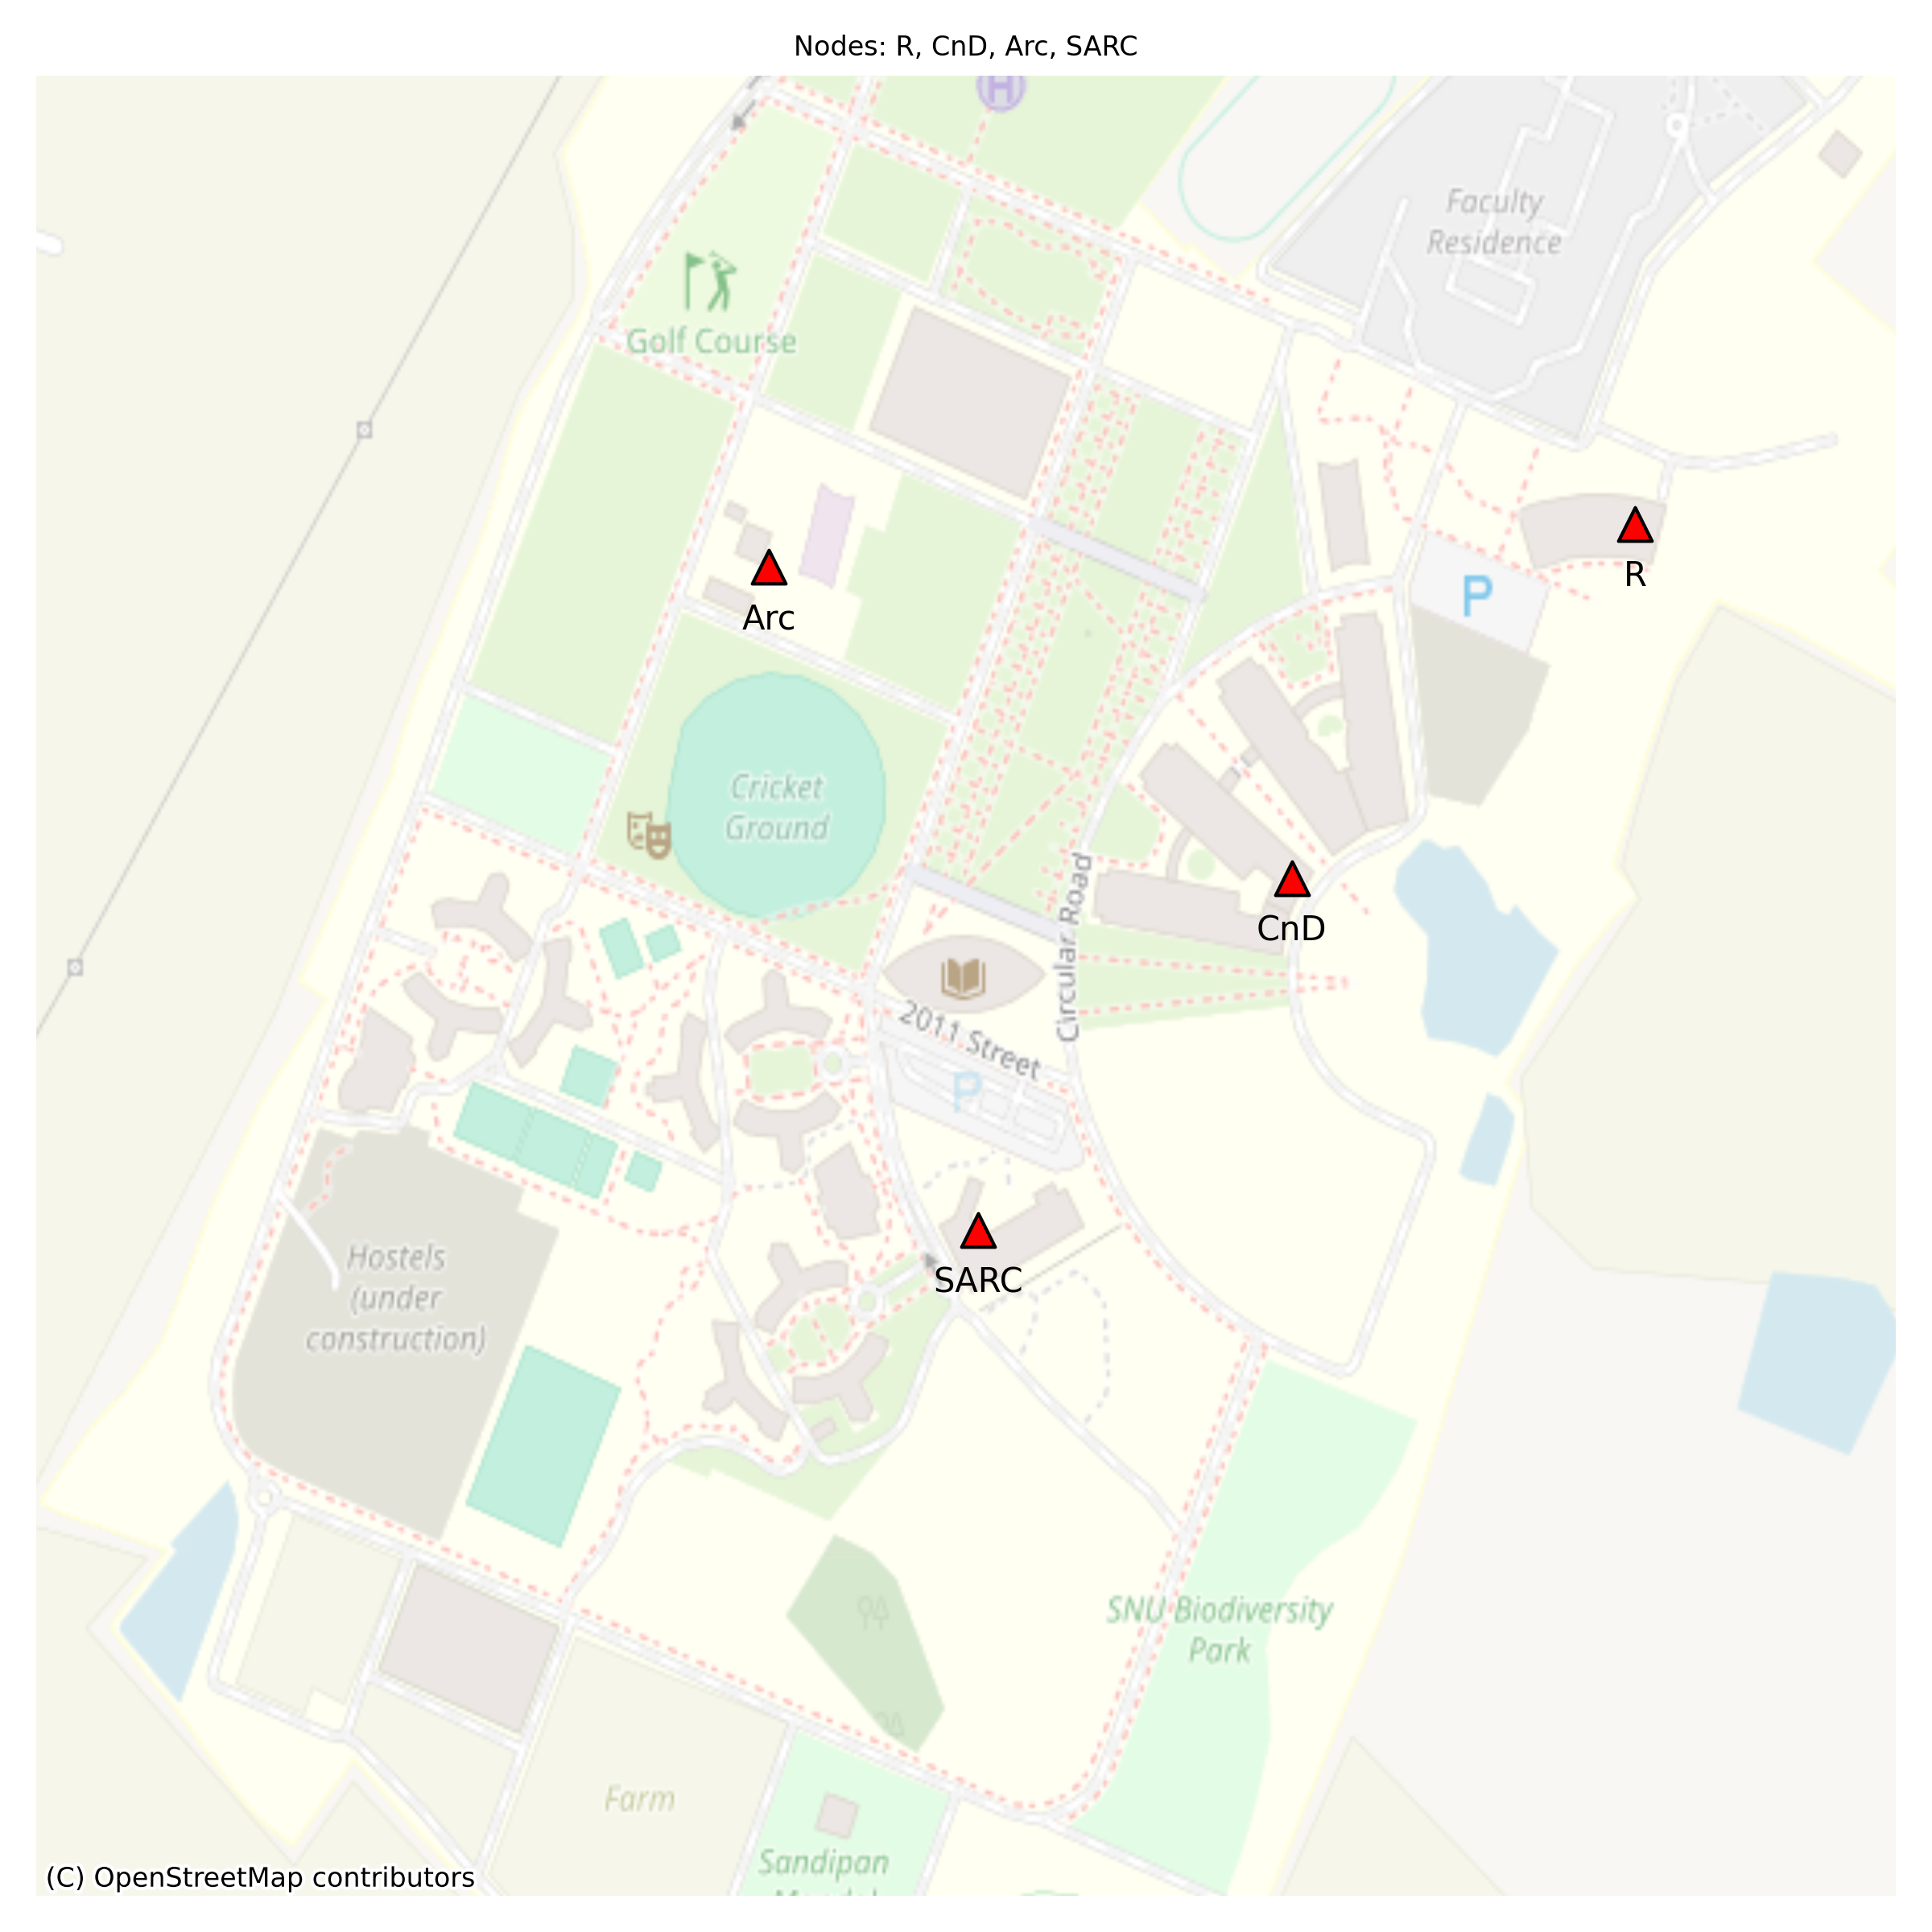 Nodes: R, CnD, Arc, SARC
H
Faculty
Residence
Golf Course
R
P
Arc
Cricket
Ground
CnD
Circular Road
2011 Street
P
SARC
Hostels
(under
construction)
SNU Biodiversity
Park
Farm
Sandipan
(C) OpenStreetMap contributors